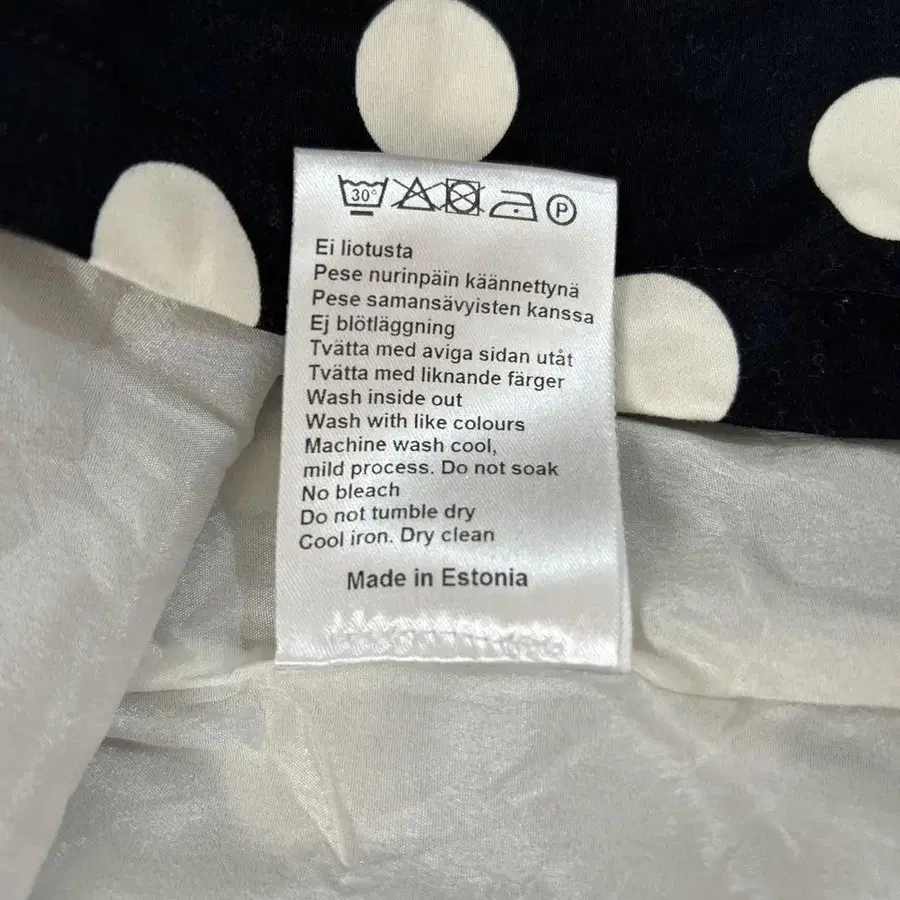 30°
P
Ei liotusta
Pese nurinpäin käännettynä
Pese samansävyisten kanssa
Ej blötläggning
Tvätta med aviga sidan utåt
Tvätta med liknande färger
Wash inside out
Wash with like colours
Machine wash cool,
mild process. Do not soak
No bleach
Do not tumble dry
Cool iron. Dry clean
Made in Estonia